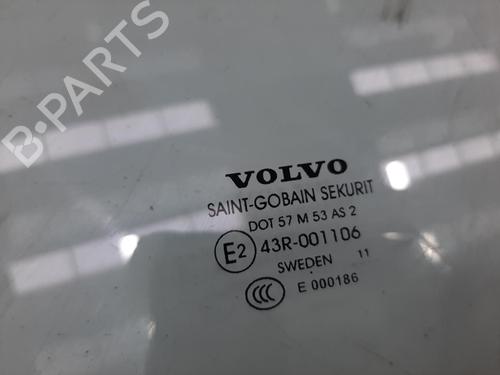 B-PARTS
VOLVO
SAINT-GOBAIN SEKURIT
DOT 57 M 53 AS 2
E2 43R-001106
SWEDEN 11
CCC E 000186